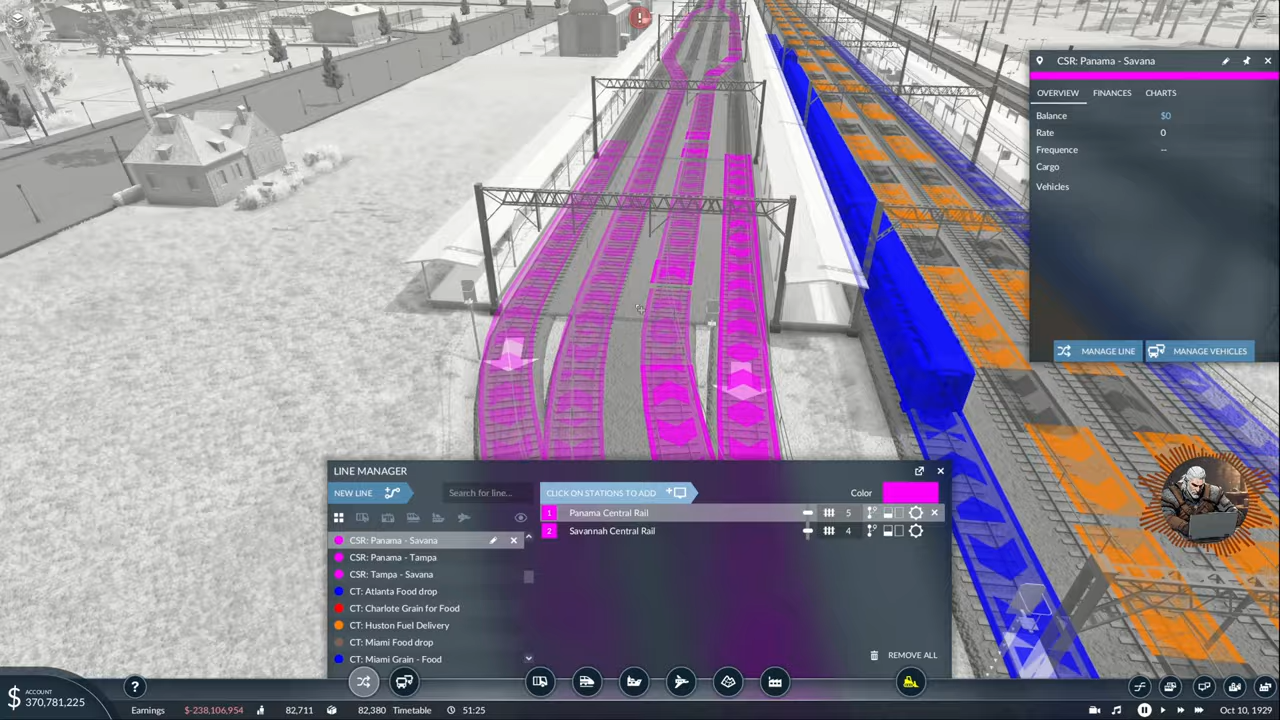 CSR: Panama - Savana
OVERVIEW FINANCES CHARTS
Balance $0
Rate 0
Frequency --
Cargo
Vehicles
MANAGE LINE MANAGE VEHICLES
LINE MANAGER
NEW LINE Search for line... CLICK ON STATIONS TO ADD Color
1 Panama Central Rail 5
2 Savannah Central Rail 4
CSR: Panama - Savana
CSR: Panama - Tampa
CSR: Tampa - Savana
CT: Atlanta Food drop
CT: Charlote Grain for Food
CT: Huston Fuel Delivery
CT: Miami Food drop
CT: Miami Grain - Food
REMOVE ALL
$ ACCOUNT
370,781,225
?
Earnings $-238,106,954 82,711 82,380 Timetable 51:25 Oct 10, 1929